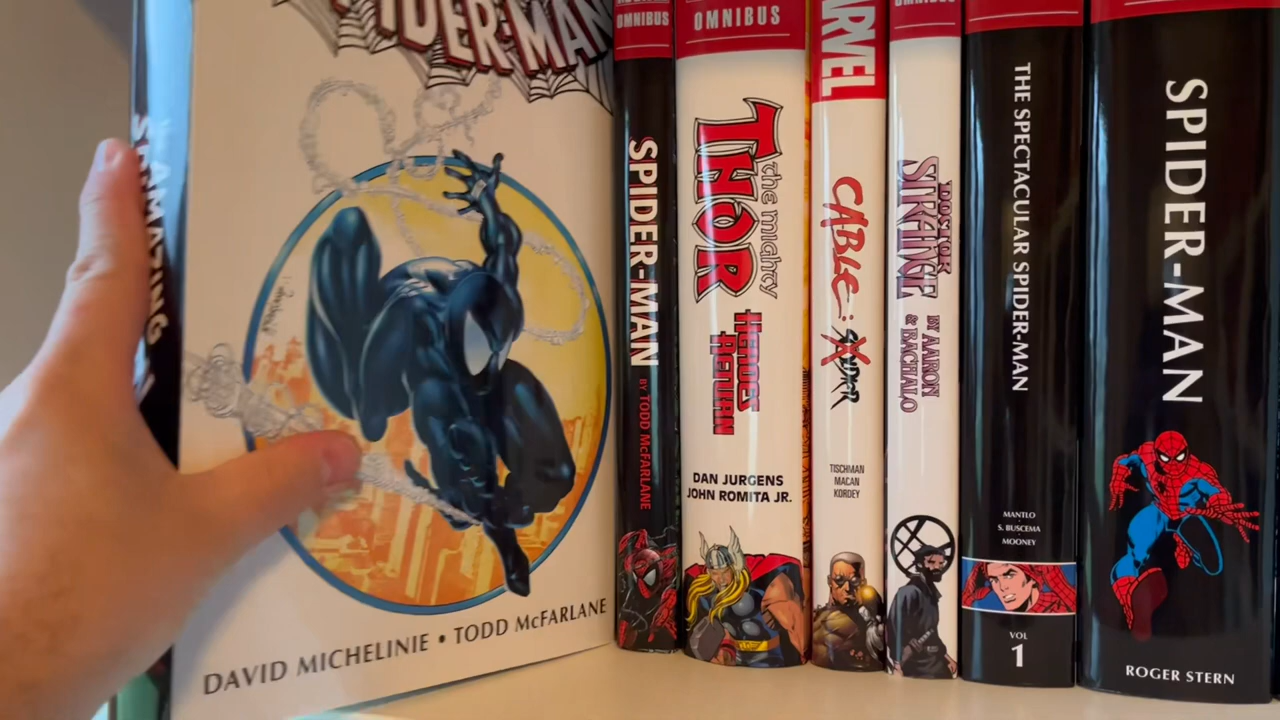 SPIDER-MAN
AMAZING
DAVID MICHELINIE • TODD McFARLANE
OMNIBUS
SPIDER-MAN
BY TODD McFARLANE
OMNIBUS
the mighty
THOR
HEROES
RETURN
DAN JURGENS
JOHN ROMITA JR.
MARVEL
CABLE:
TISCHMAN
MACAN
KORDEY
OMNIBUS
DOCTOR
STRANGE
BY AARON
& BACHALO
THE SPECTACULAR SPIDER-MAN
MANTLO
S. BUSCEMA
MOONEY
VOL
1
SPIDER-MAN
ROGER STERN